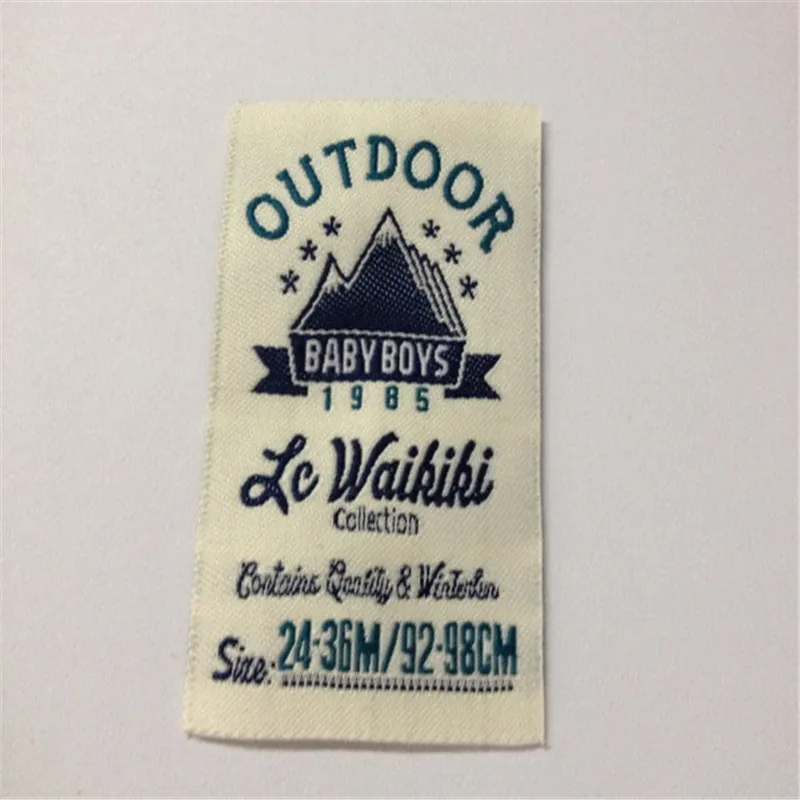 OUTDOOR
BABY BOYS
1985
Lc Waikiki
Collection
Contains Quality & Winterfun
Size: 24-36M/92-98CM